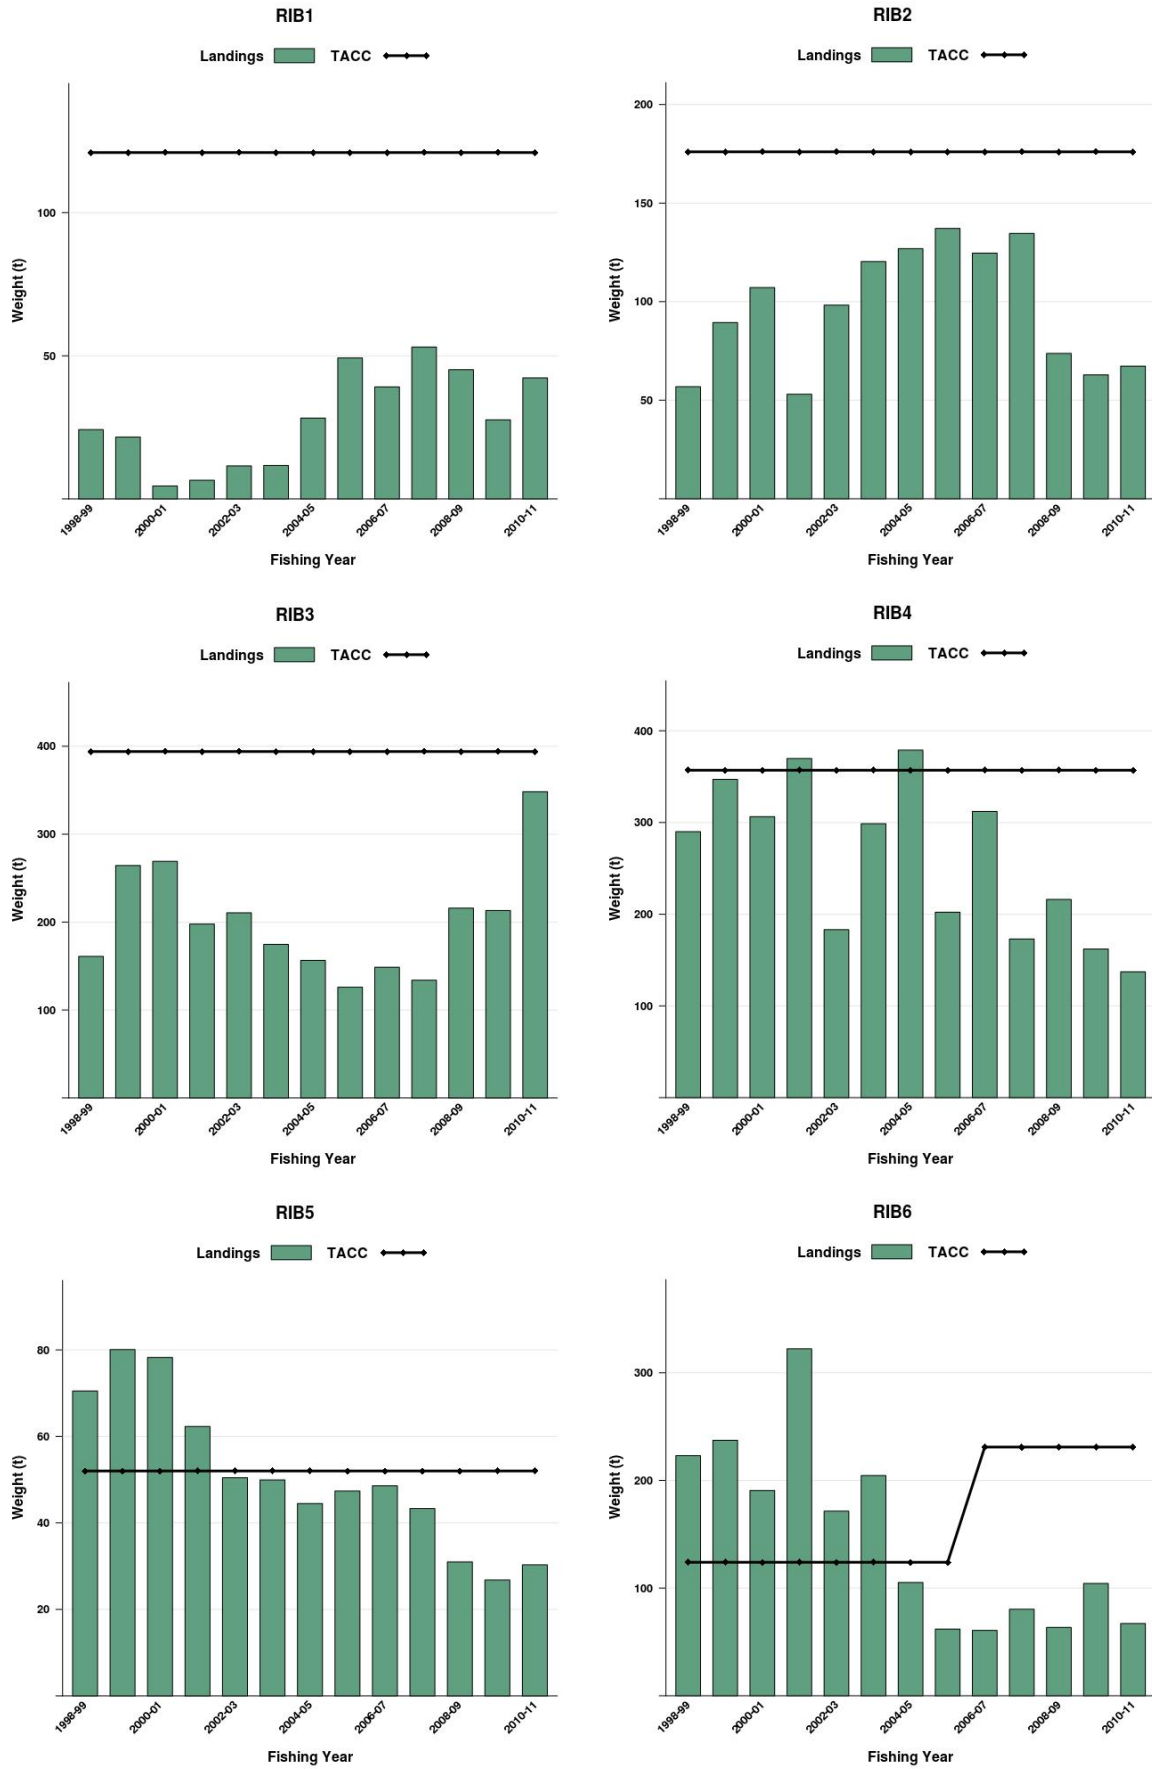 RIB1
Landings TACC
Weight (t)
100
50
1998-99 2000-01 2002-03 2004-05 2006-07 2008-09 2010-11
Fishing Year
RIB2
Landings TACC
Weight (t)
200
150
100
50
1998-99 2000-01 2002-03 2004-05 2006-07 2008-09 2010-11
Fishing Year
RIB3
Landings TACC
Weight (t)
400
300
200
100
1998-99 2000-01 2002-03 2004-05 2006-07 2008-09 2010-11
Fishing Year
RIB4
Landings TACC
Weight (t)
400
300
200
100
1998-99 2000-01 2002-03 2004-05 2006-07 2008-09 2010-11
Fishing Year
RIB5
Landings TACC
Weight (t)
80
60
40
20
1998-99 2000-01 2002-03 2004-05 2006-07 2008-09 2010-11
Fishing Year
RIB6
Landings TACC
Weight (t)
300
200
100
1998-99 2000-01 2002-03 2004-05 2006-07 2008-09 2010-11
Fishing Year